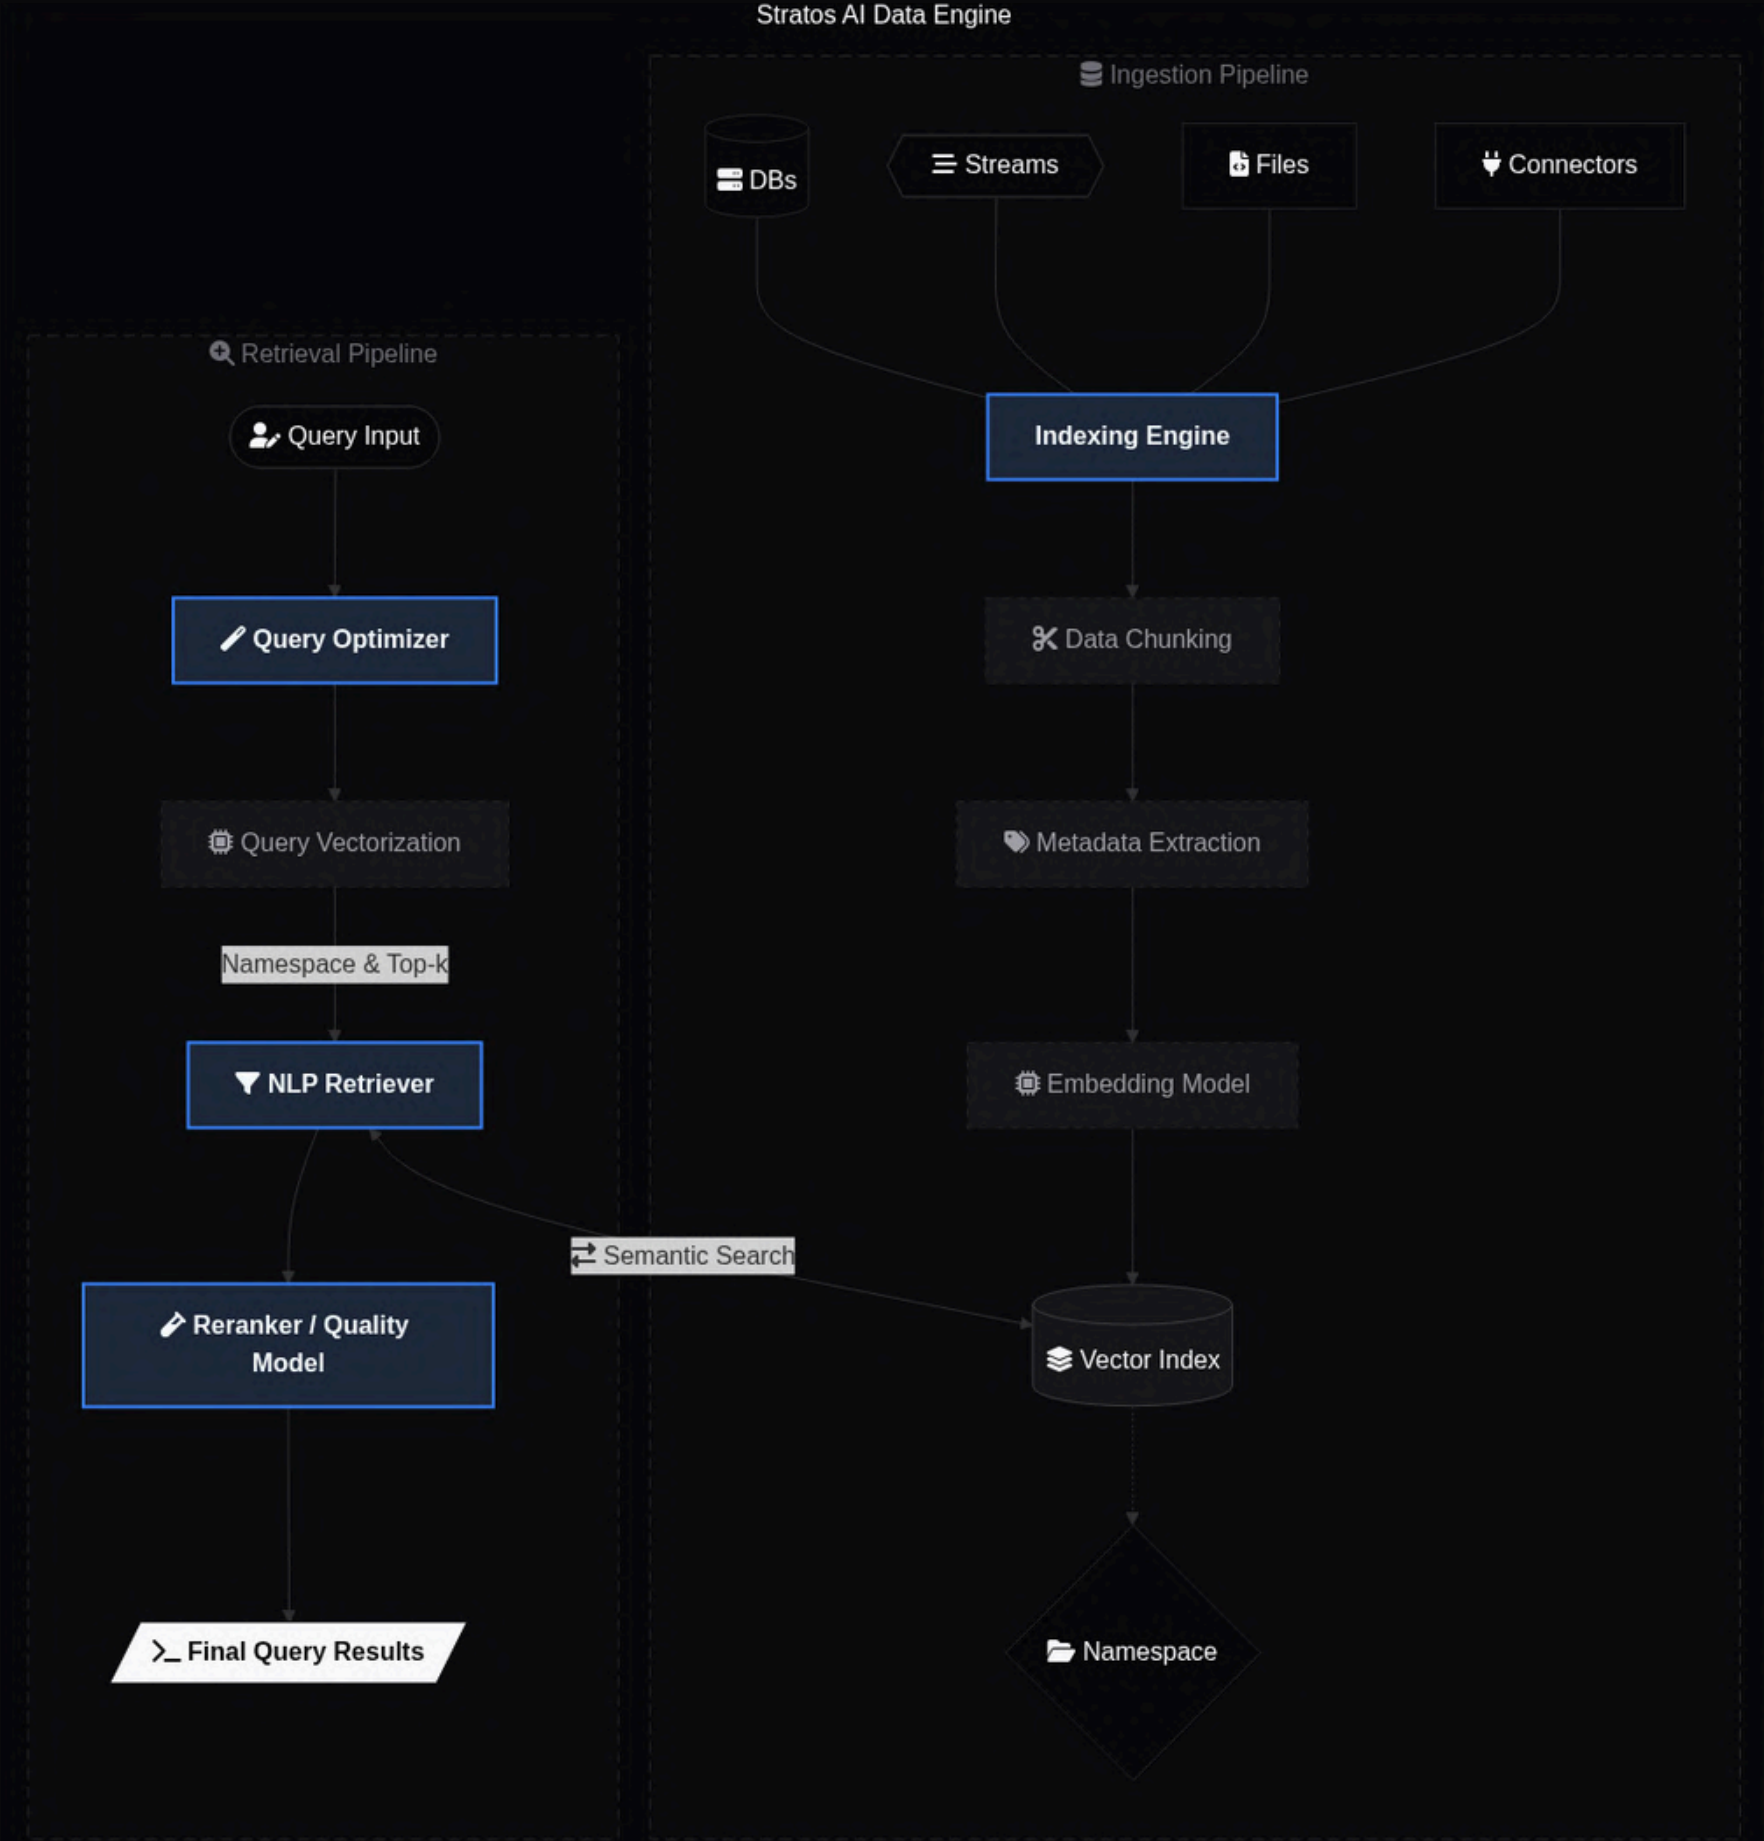 Stratos AI Data Engine
Ingestion Pipeline
DBs
Streams
Files
Connectors
Indexing Engine
Data Chunking
Metadata Extraction
Embedding Model
Vector Index
Namespace
Retrieval Pipeline
Query Input
Query Optimizer
Query Vectorization
Namespace & Top-k
NLP Retriever
Semantic Search
Reranker / Quality
Model
Final Query Results